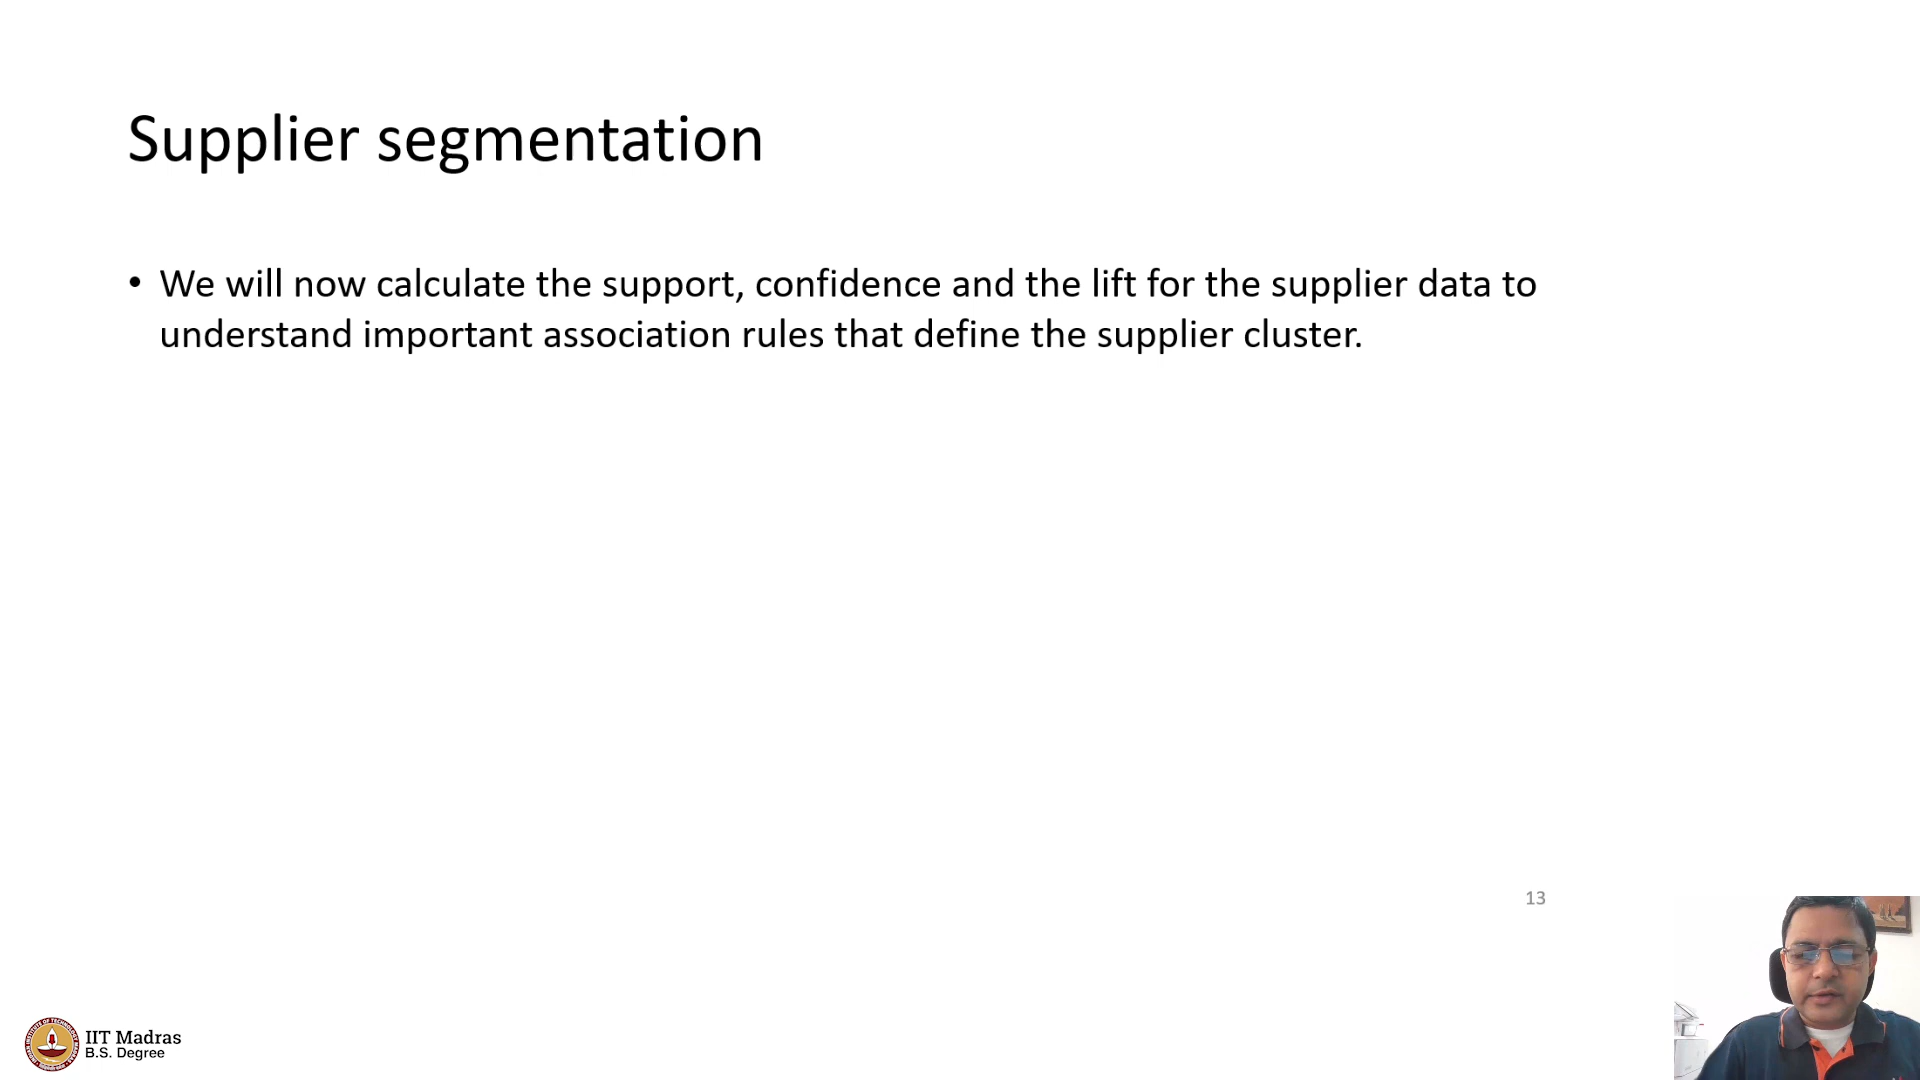 Supplier segmentation
• We will now calculate the support, confidence and the lift for the supplier data to
understand important association rules that define the supplier cluster.
13
IIT Madras
B.S. Degree